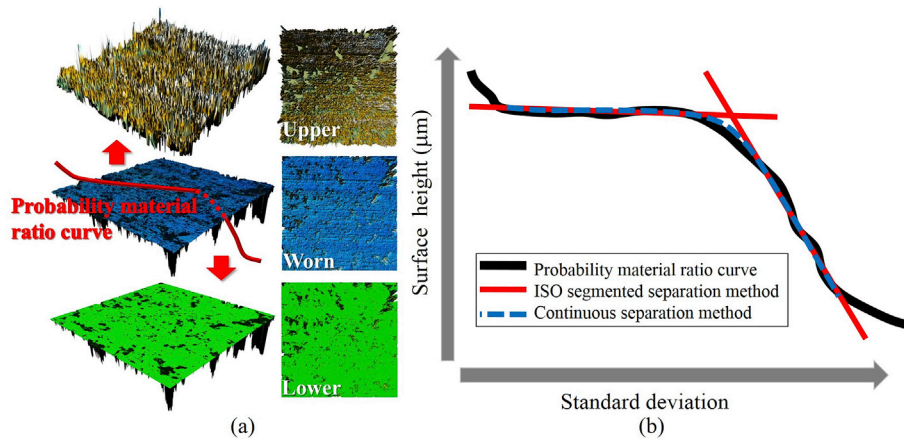 Upper
Probability material
ratio curve
Worn
Lower
(a)
Surface height (μm)
Probability material ratio curve
ISO segmented separation method
Continuous separation method
Standard deviation
(b)